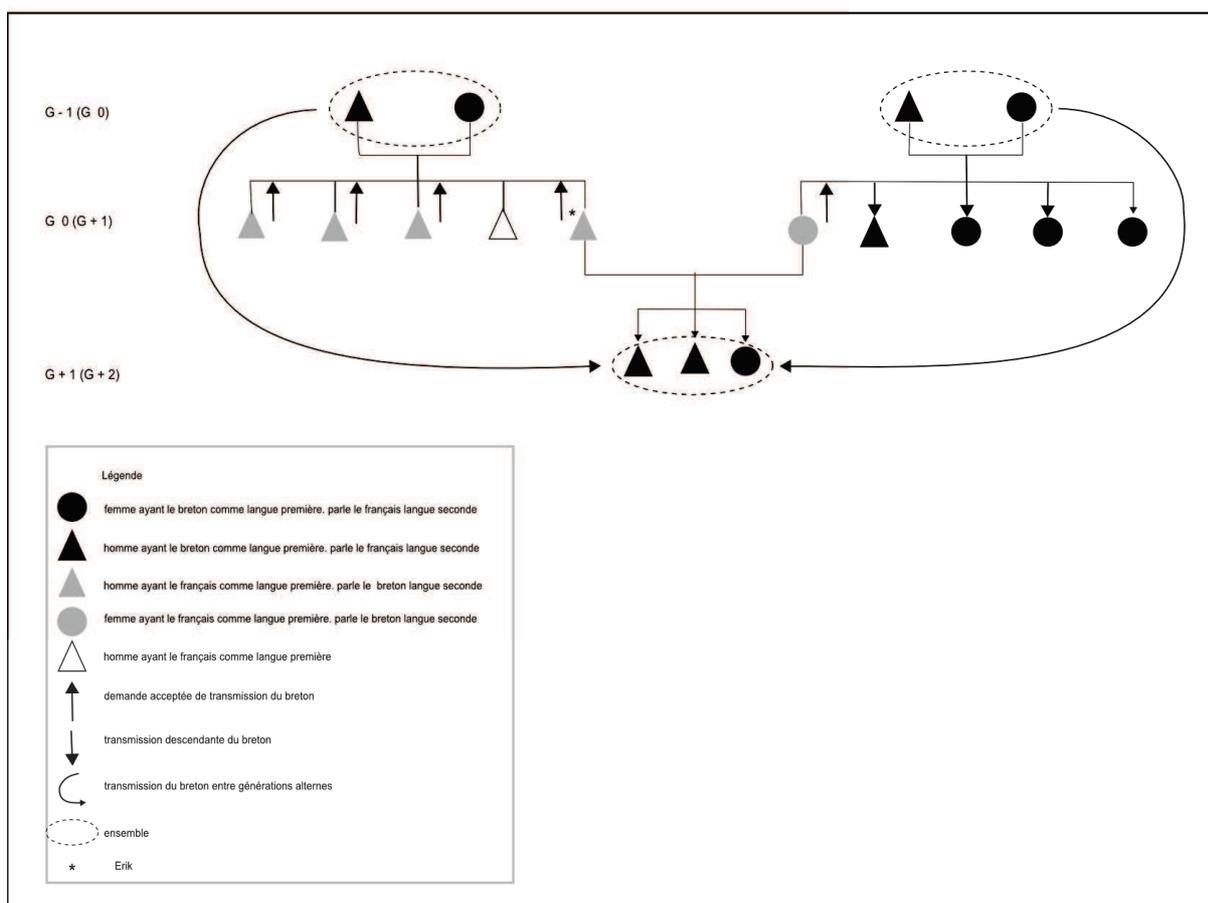 G - 1 (G 0)
*
G 0 (G + 1)
G + 1 (G + 2)
Légende
femme ayant le breton comme langue première. parle le français langue seconde
homme ayant le breton comme langue première. parle le français langue seconde
homme ayant le français comme langue première. parle le breton langue seconde
femme ayant le français comme langue première. parle le breton langue seconde
homme ayant le français comme langue première
demande acceptée de transmission du breton
transmission descendante du breton
transmission du breton entre générations alternes
ensemble
* Erik